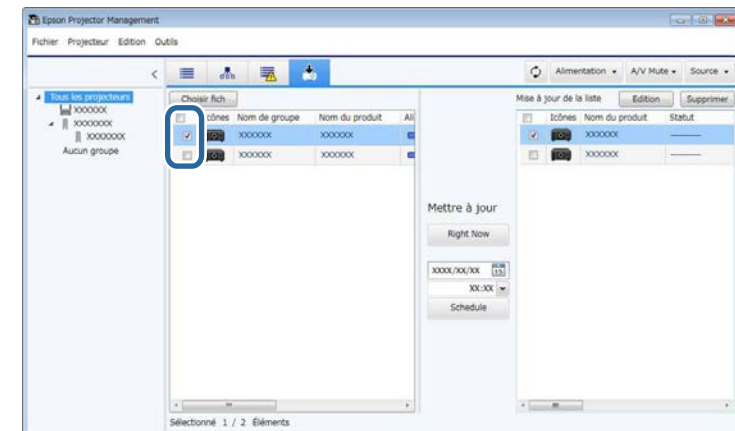 Epson Projector Management
Fichier Projecteur Edition Outils
< Alimentation A/V Mute Source
Tous les projecteurs
XXXXXX
XXXXXXX
XXXXXXX
Aucun groupe
Choisir fich
Icônes Nom de groupe Nom du produit Ali
XXXXXX XXXXXX
XXXXXX XXXXXX
Mettre à jour
Right Now
XXXX/XX/XX 15
XX:XX
Schedule
Mise à jour de la liste Edition Supprimer
Icônes Nom du produit Statut
XXXXXX ———
XXXXXX ———
Sélectionné 1 / 2 Éléments